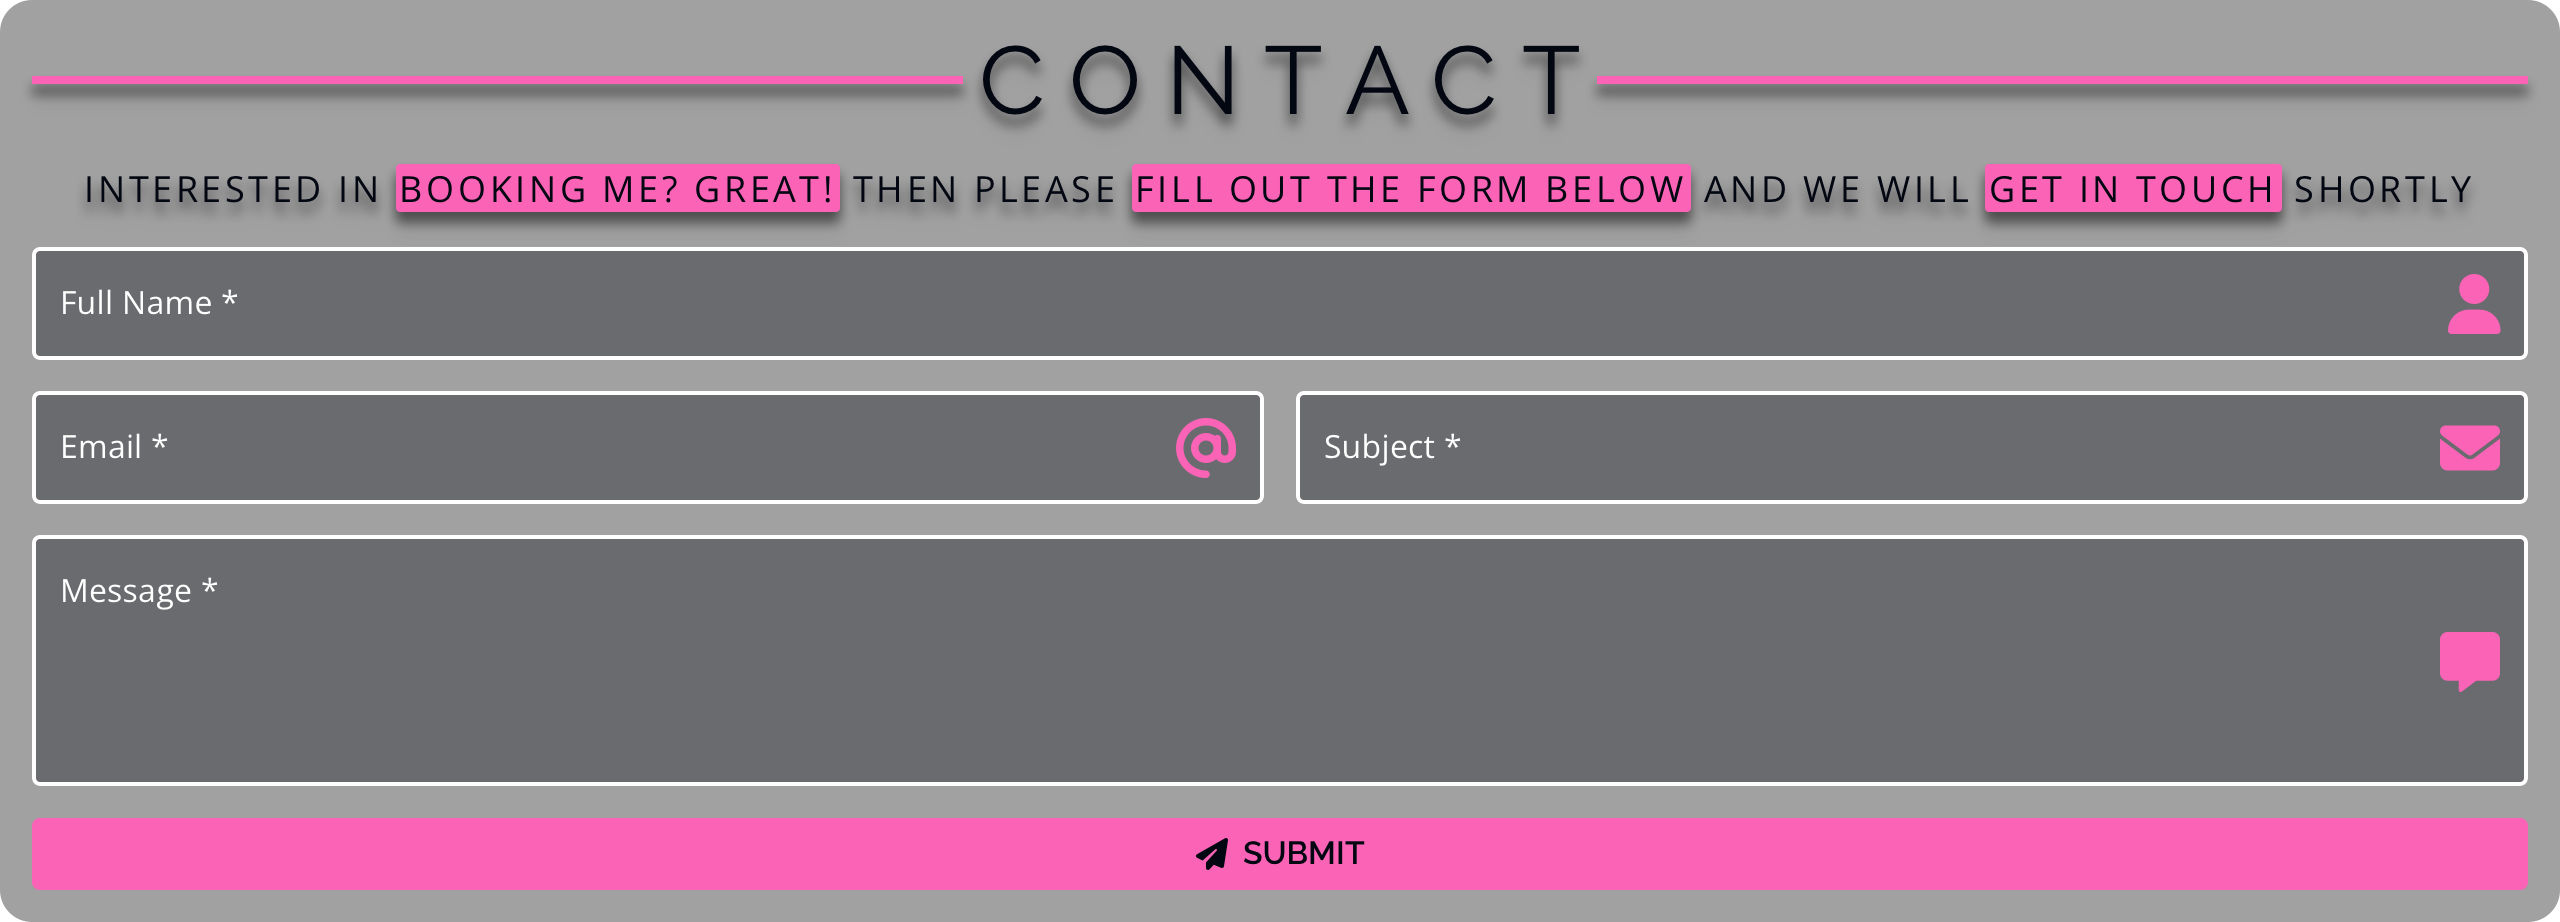 CONTACT
INTERESTED IN BOOKING ME? GREAT! THEN PLEASE FILL OUT THE FORM BELOW AND WE WILL GET IN TOUCH SHORTLY
Full Name *
Email *
Subject *
Message *
SUBMIT